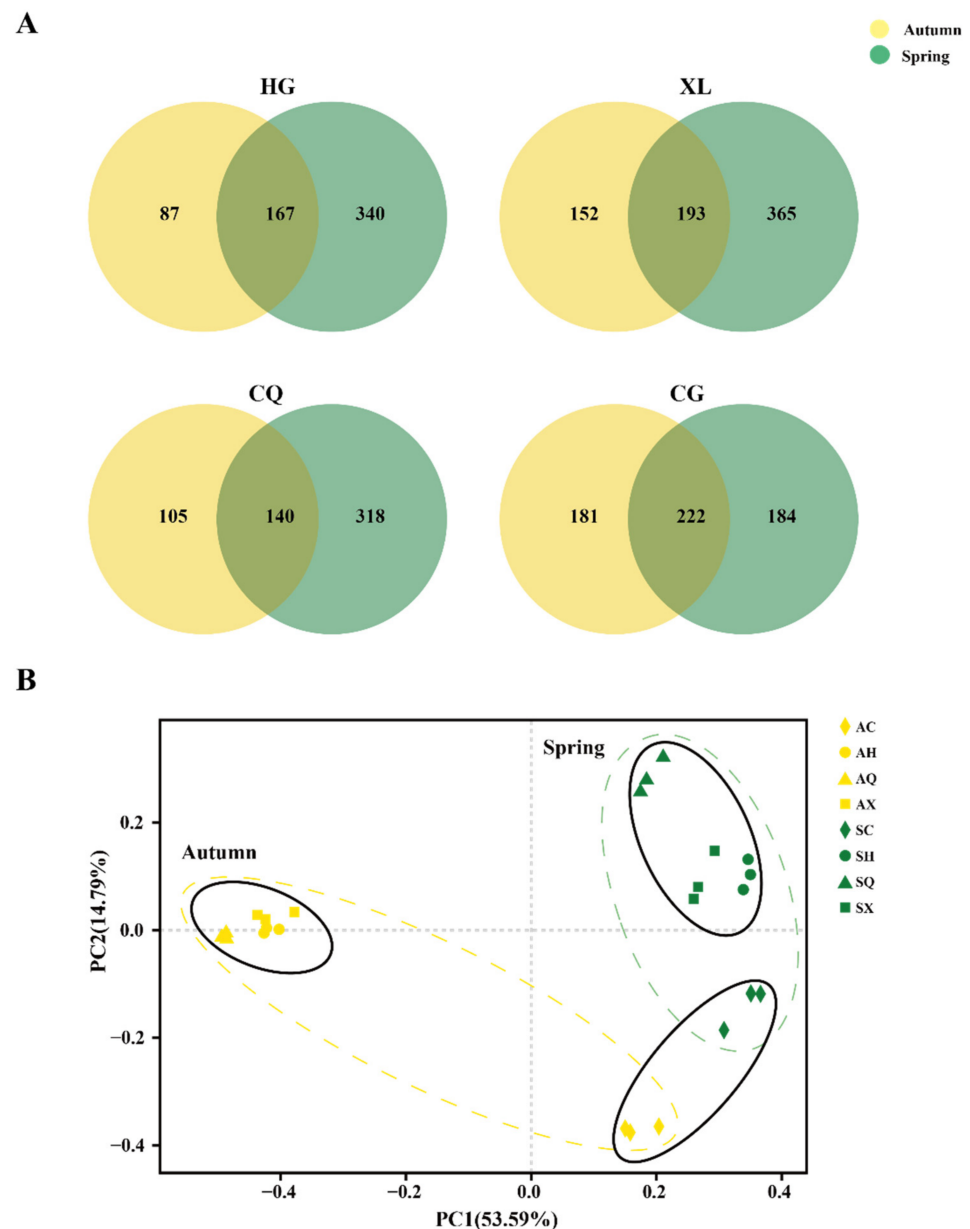 A
Autumn
Spring
HG
XL
87 167 340
152 193 365
CQ
CG
105 140 318
181 222 184
B
Spring
Autumn
AC
AH
AQ
AX
SC
SH
SQ
SX
PC2(14.79%)
0.2
0.0
−0.2
−0.4
−0.4 −0.2 0.0 0.2 0.4
PC1(53.59%)